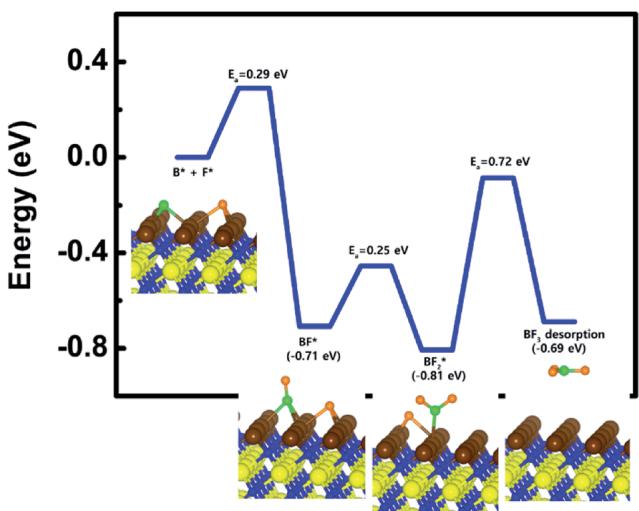 Energy (eV)
0.4
0.0
-0.4
-0.8
B* + F*
Eₐ=0.29 eV
BF*
(-0.71 eV)
Eₐ=0.25 eV
BF₂*
(-0.81 eV)
Eₐ=0.72 eV
BF₃ desorption
(-0.69 eV)